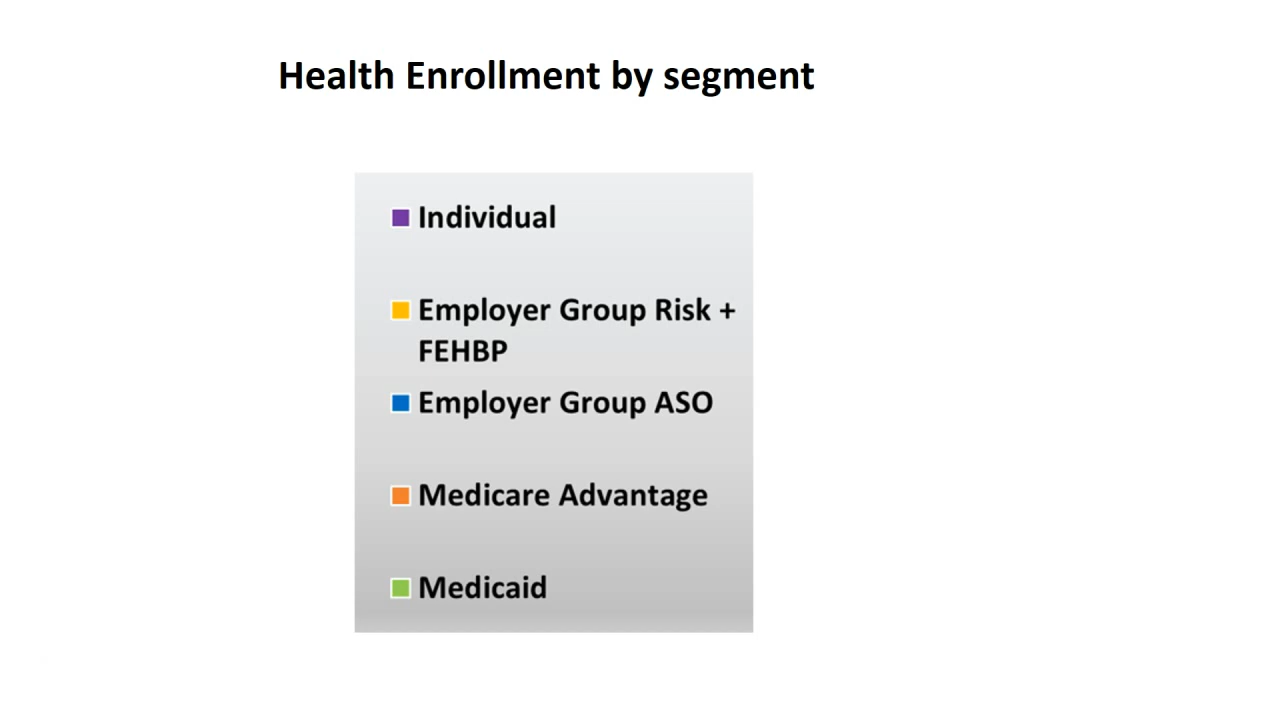 Health Enrollment by segment
Individual
Employer Group Risk +
FEHBP
Employer Group ASO
Medicare Advantage
Medicaid